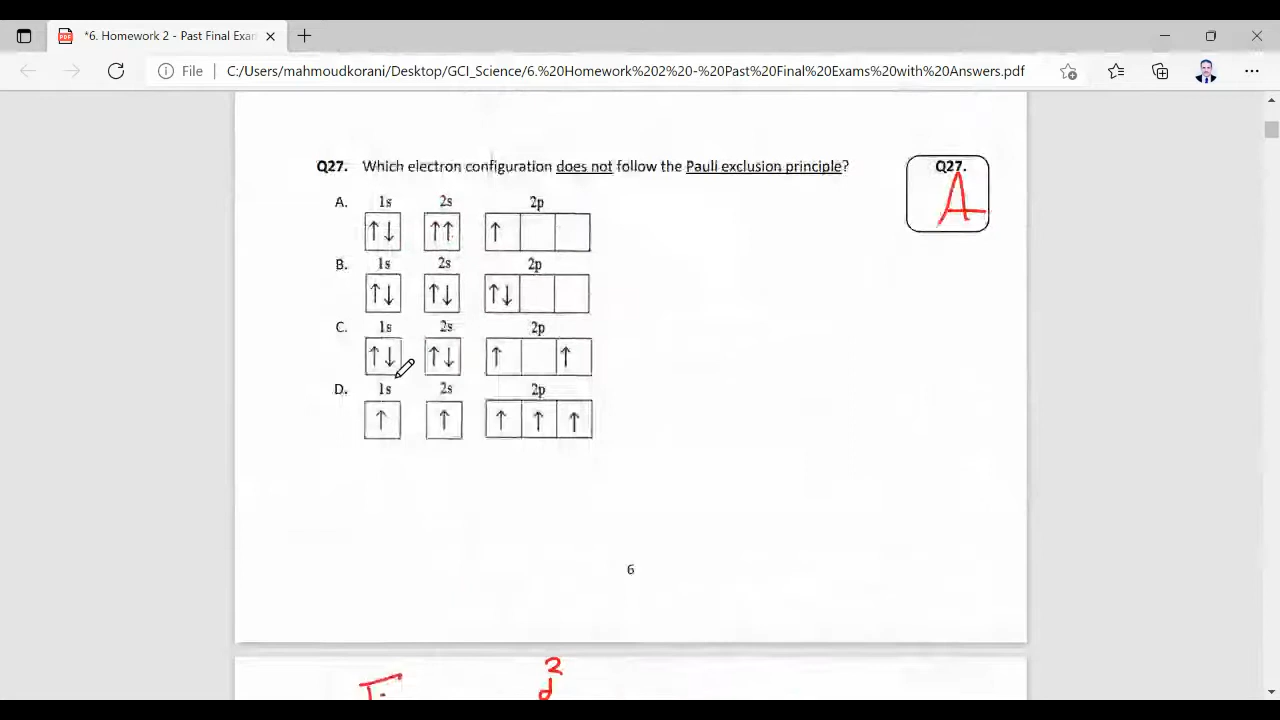 *6. Homework 2 - Past Final Exam
File
C:/Users/mahmoudkorani/Desktop/GCI_Science/6.%20Homework%202%20-%20Past%20Final%20Exams%20with%20Answers.pdf
Q27. Which electron configuration does not follow the Pauli exclusion principle?
Q27.
A
A. 1s 2s 2p
↑↓ ↑↑ ↑
B. 1s 2s 2p
↑↓ ↑↓ ↑↓
C. 1s 2s 2p
↑↓ ↑↓ ↑ ↑
D. 1s 2s 2p
↑ ↑ ↑ ↑ ↑
6
2
d